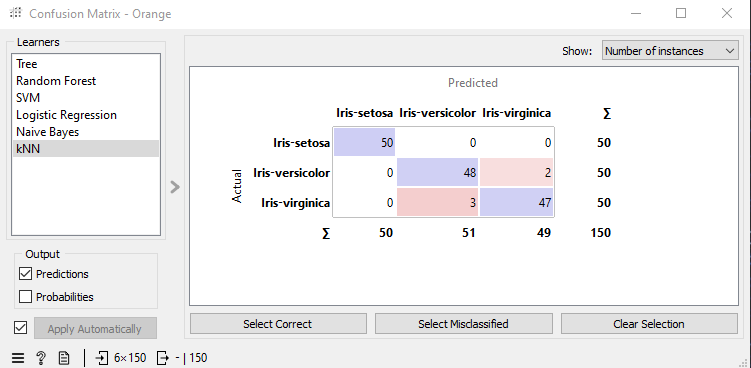 Confusion Matrix - Orange
Learners
Tree
Random Forest
SVM
Logistic Regression
Naive Bayes
kNN
Output
Predictions
Probabilities
Apply Automatically
Show: Number of instances
Predicted
Iris-setosa Iris-versicolor Iris-virginica Σ
Actual
Iris-setosa 50 0 0 50
Iris-versicolor 0 48 2 50
Iris-virginica 0 3 47 50
Σ 50 51 49 150
Select Correct Select Misclassified Clear Selection
6×150 - | 150